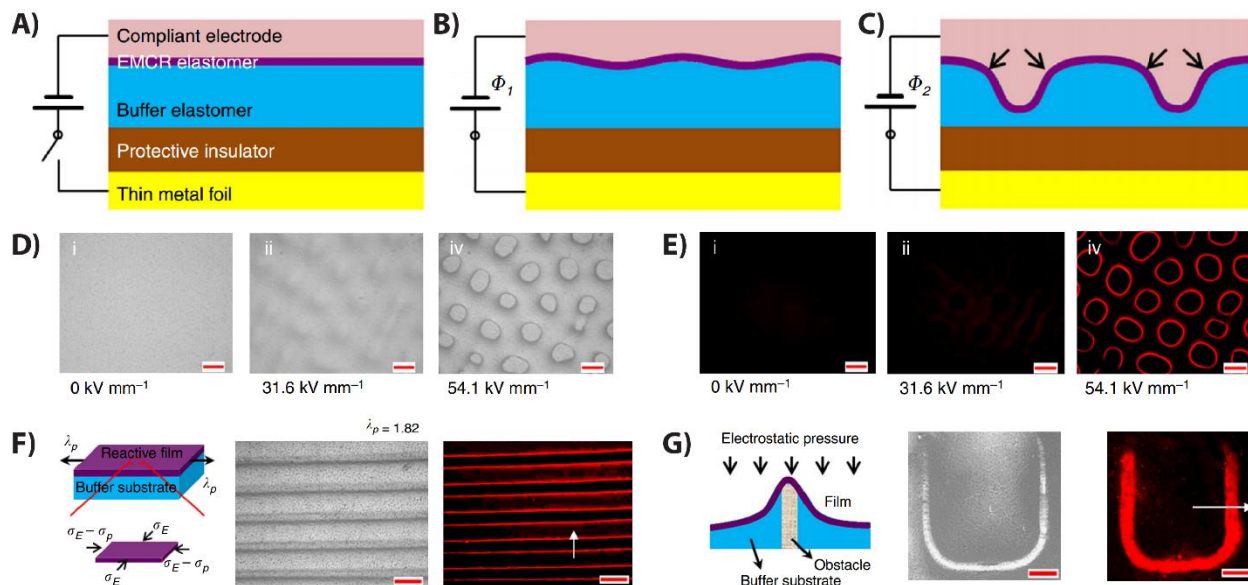 A)
Compliant electrode
EMCR elastomer
Buffer elastomer
Protective insulator
Thin metal foil
B)
Φ1
C)
Φ2
D)
i
ii
iv
0 kV mm⁻¹
31.6 kV mm⁻¹
54.1 kV mm⁻¹
E)
i
ii
iv
0 kV mm⁻¹
31.6 kV mm⁻¹
54.1 kV mm⁻¹
F)
λp
Reactive film
Buffer substrate
λp
σE – σp
σE
σE – σp
σE
λp = 1.82
G)
Electrostatic pressure
Film
Obstacle
Buffer substrate